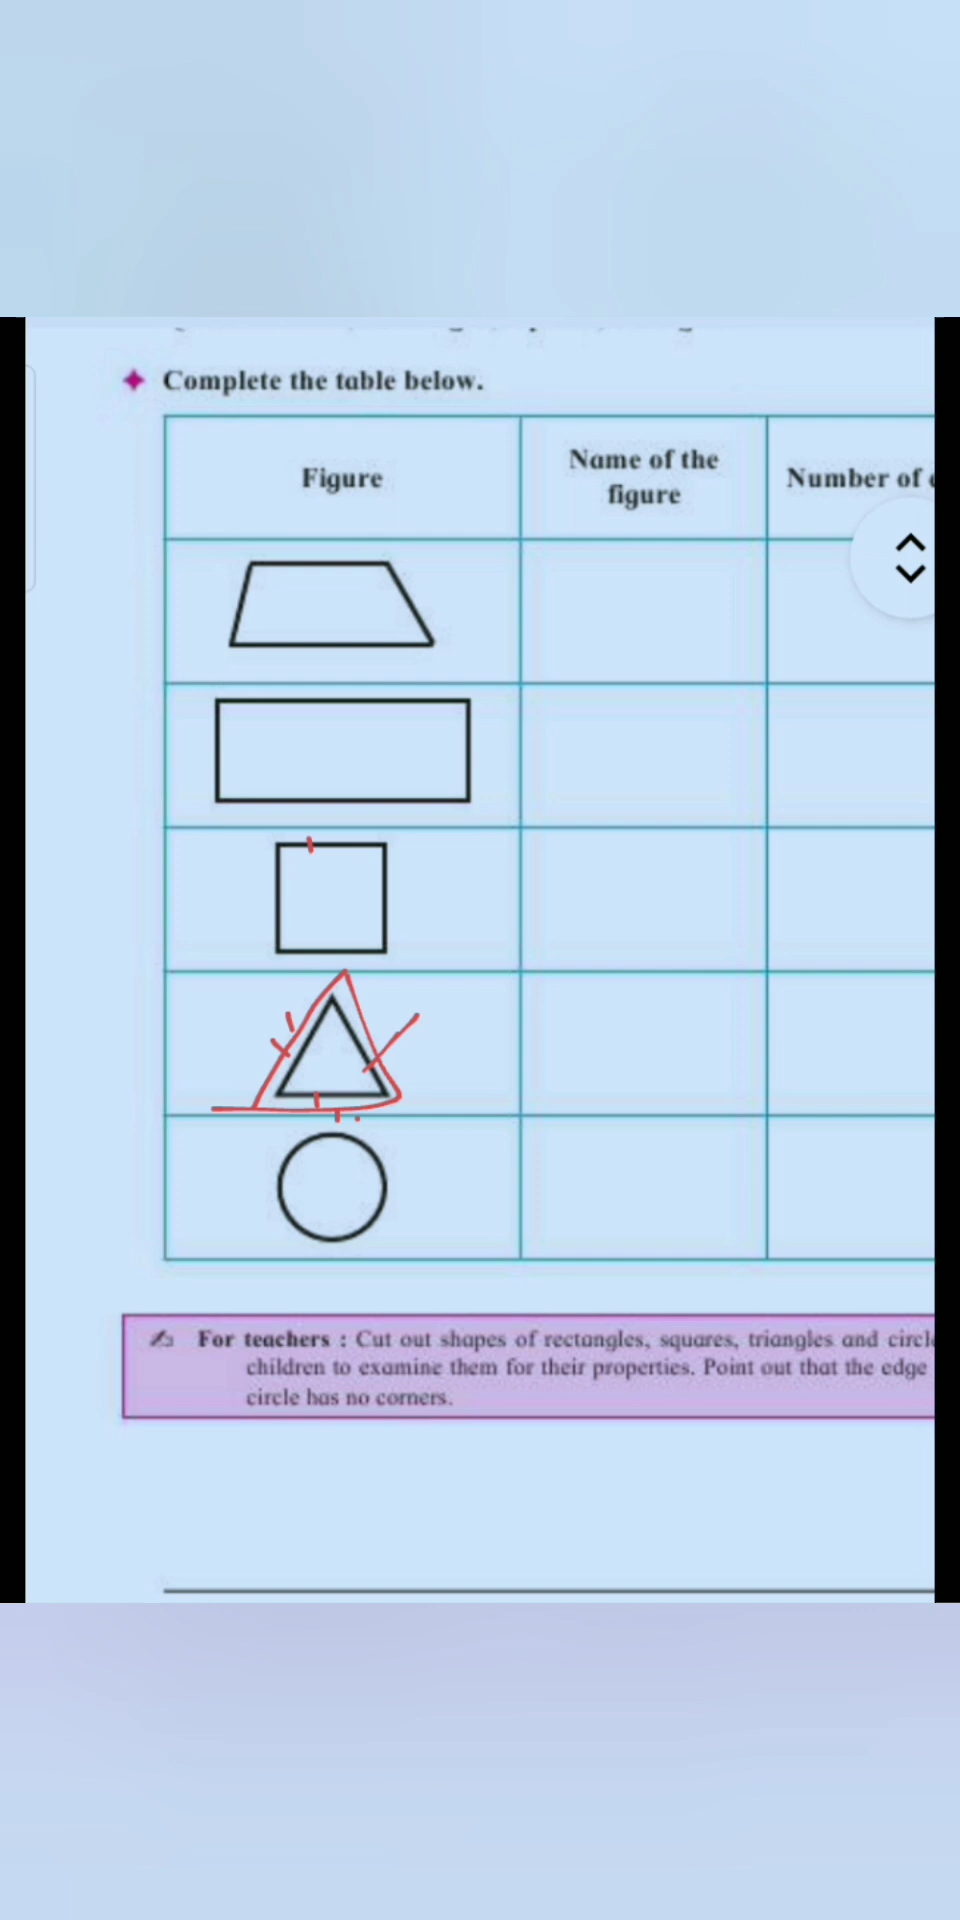 Complete the table below.
Figure
Name of the
figure
Number of
For teachers : Cut out shapes of rectangles, squares, triangles and
children to examine them for their properties. Point out that the edge
circle has no corners.